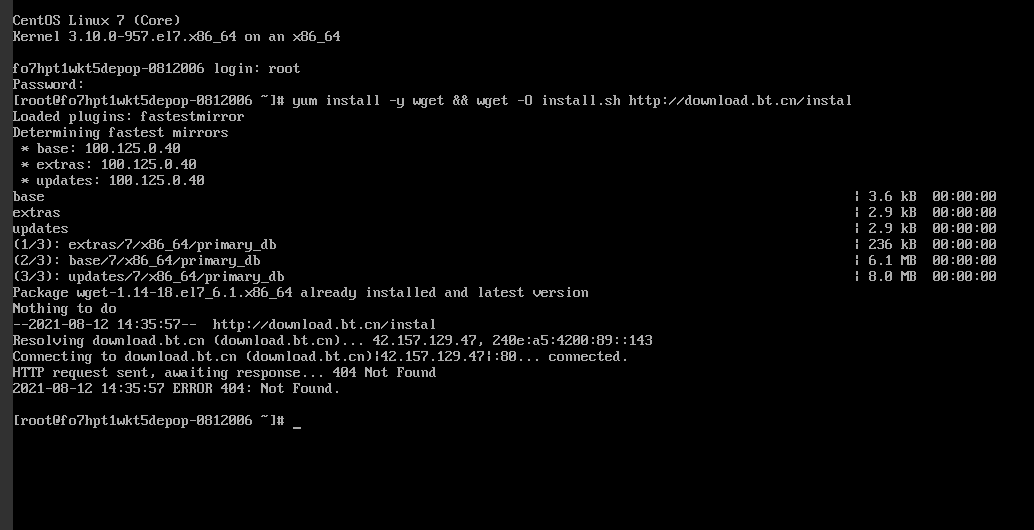 CentOS Linux 7 (Core)
Kernel 3.10.0-957.el7.x86_64 on an x86_64
fo7hpt1wkt5depop-0812006 login: root
Password:
[root@fo7hpt1wkt5depop-0812006 ~]# yum install -y wget && wget -O install.sh http://download.bt.cn/instal
Loaded plugins: fastestmirror
Determining fastest mirrors
 * base: 100.125.0.40
 * extras: 100.125.0.40
 * updates: 100.125.0.40
base | 3.6 kB 00:00:00
extras | 2.9 kB 00:00:00
updates | 2.9 kB 00:00:00
(1/3): extras/7/x86_64/primary_db | 236 kB 00:00:00
(2/3): base/7/x86_64/primary_db | 6.1 MB 00:00:00
(3/3): updates/7/x86_64/primary_db | 8.0 MB 00:00:00
Package wget-1.14-18.el7_6.1.x86_64 already installed and latest version
Nothing to do
--2021-08-12 14:35:57--  http://download.bt.cn/instal
Resolving download.bt.cn (download.bt.cn)... 42.157.129.47, 240e:a5:4200:89::143
Connecting to download.bt.cn (download.bt.cn)|42.157.129.47|:80... connected.
HTTP request sent, awaiting response... 404 Not Found
2021-08-12 14:35:57 ERROR 404: Not Found.
[root@fo7hpt1wkt5depop-0812006 ~]# _